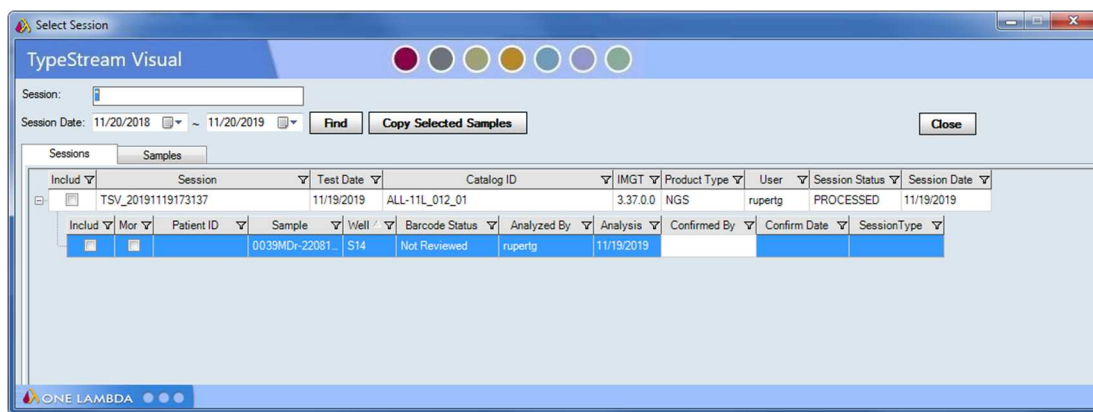 Select Session
TypeStream Visual
Session: *
Session Date: 11/20/2018 ~ 11/20/2019 Find Copy Selected Samples Close
Sessions Samples
Includ Session Test Date Catalog ID IMGT Product Type User Session Status Session Date
TSV_20191119173137 11/19/2019 ALL-11L_012_01 3.37.0.0 NGS rupertg PROCESSED 11/19/2019
Includ Mor Patient ID Sample Well Barcode Status Analyzed By Analysis Confirmed By Confirm Date SessionType
0039MDr-22081... S14 Not Reviewed rupertg 11/19/2019
ONE LAMBDA